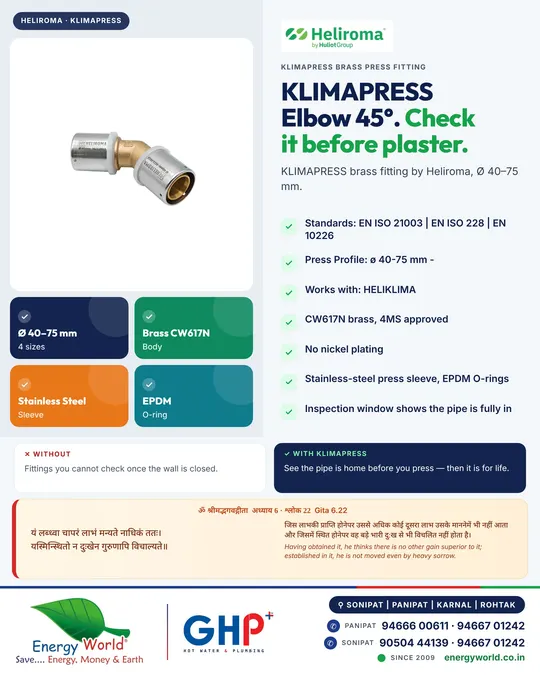 HELIROMA · KLIMAPRESS
Heliroma®
by HuliotGroup
KLIMAPRESS BRASS PRESS FITTING
KLIMAPRESS
Elbow 45°. Check
it before plaster.
KLIMAPRESS brass fitting by Heliroma, Ø 40–75
mm.
Standards: EN ISO 21003 | EN ISO 228 | EN
10226
Press Profile: ø 40-75 mm -
Works with: HELIKLIMA
CW617N brass, 4MS approved
No nickel plating
Stainless-steel press sleeve, EPDM O-rings
Inspection window shows the pipe is fully in
Ø 40–75 mm
4 sizes
Brass CW617N
Body
Stainless Steel
Sleeve
EPDM
O-ring
✕ WITHOUT
Fittings you cannot check once the wall is closed.
✓ WITH KLIMAPRESS
See the pipe is home before you press — then it is for life.
ॐ श्रीमद्भगवद्गीता अध्याय 6 · श्लोक 22 Gita 6.22
यं लब्ध्वा चापरं लाभं मन्यते नाधिकं ततः।
यस्मिन्स्थितो न दुःखेन गुरुणापि विचाल्यते॥
जिस लाभकी प्राप्ति होनेपर उससे अधिक कोई दूसरा लाभ उसके माननेमें भी नहीं आता
और जिसमें स्थित होनेपर वह बड़े भारी दुःख से भी विचलित नहीं होता है।
Having obtained it, he thinks there is no other gain superior to it;
established in it, he is not moved even by heavy sorrow.
Energy World®
Save.... Energy, Money & Earth
GHP+
HOT WATER & PLUMBING
SONIPAT | PANIPAT | KARNAL | ROHTAK
PANIPAT 94666 00611 · 94667 01242
SONIPAT 90504 44139 · 94667 01242
SINCE 2009 energyworld.co.in